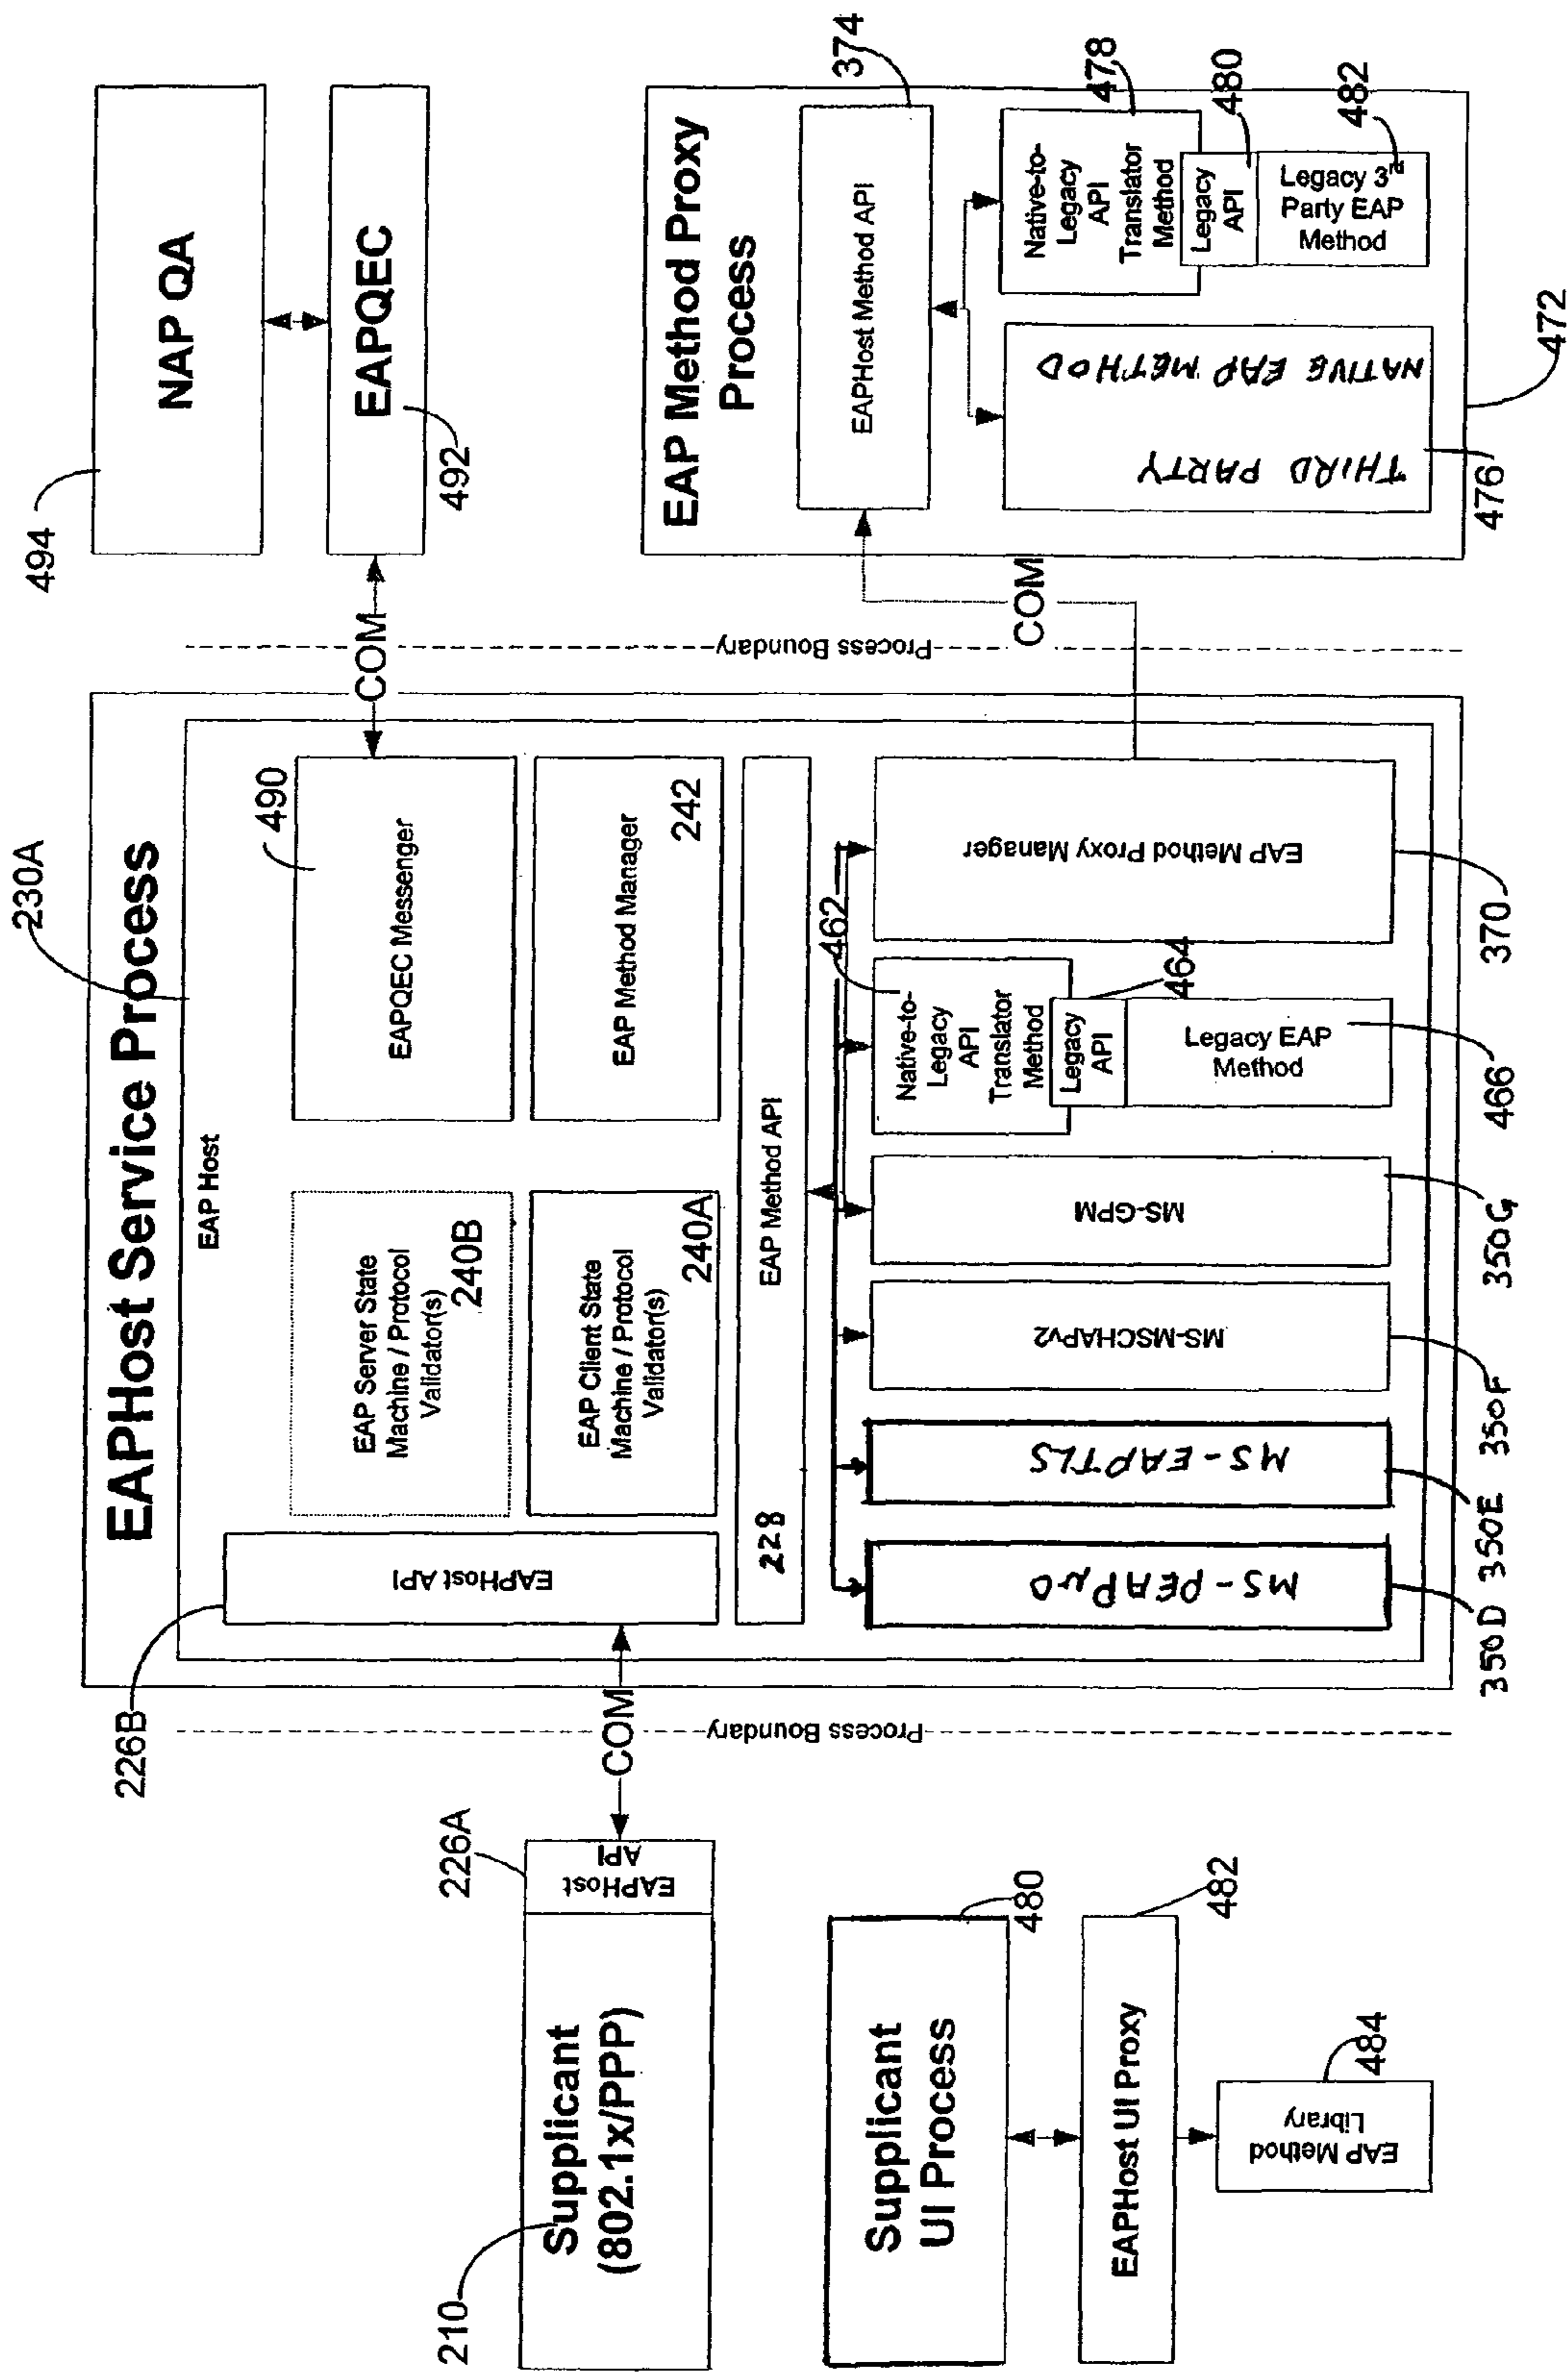 EAPHost Service Process
230A
EAP Host
226B
EAPHost API
EAP Server State
Machine / Protocol
Validator(s)
240B
EAP Client State
Machine / Protocol
Validator(s)
240A
490
EAPQEC Messenger
EAP Method Manager
242
228
EAP Method API
MS-PEAPv0
350D
MS-EAPTLS
350E
MS-MSCHAPv2
350F
MS-GPM
350G
462
Native-to-
Legacy
API
Translator
Method
464
Legacy
API
Legacy EAP
Method
466
EAP Method Proxy Manager
370
Process Boundary
COM
210
Supplicant
(802.1x/PPP)
226A
EAPHost
API
Supplicant
UI Process
480
EAPHost UI Proxy
482
EAP Method
Library
484
Process Boundary
COM
COM
494
NAP QA
EAPQEC
492
EAP Method Proxy
Process
EAPHost Method API
374
THIRD PARTY
NATIVE EAP METHOD
476
Native-to-
Legacy
API
Translator
Method
478
Legacy
API
480
Legacy 3rd
Party EAP
Method
482
472